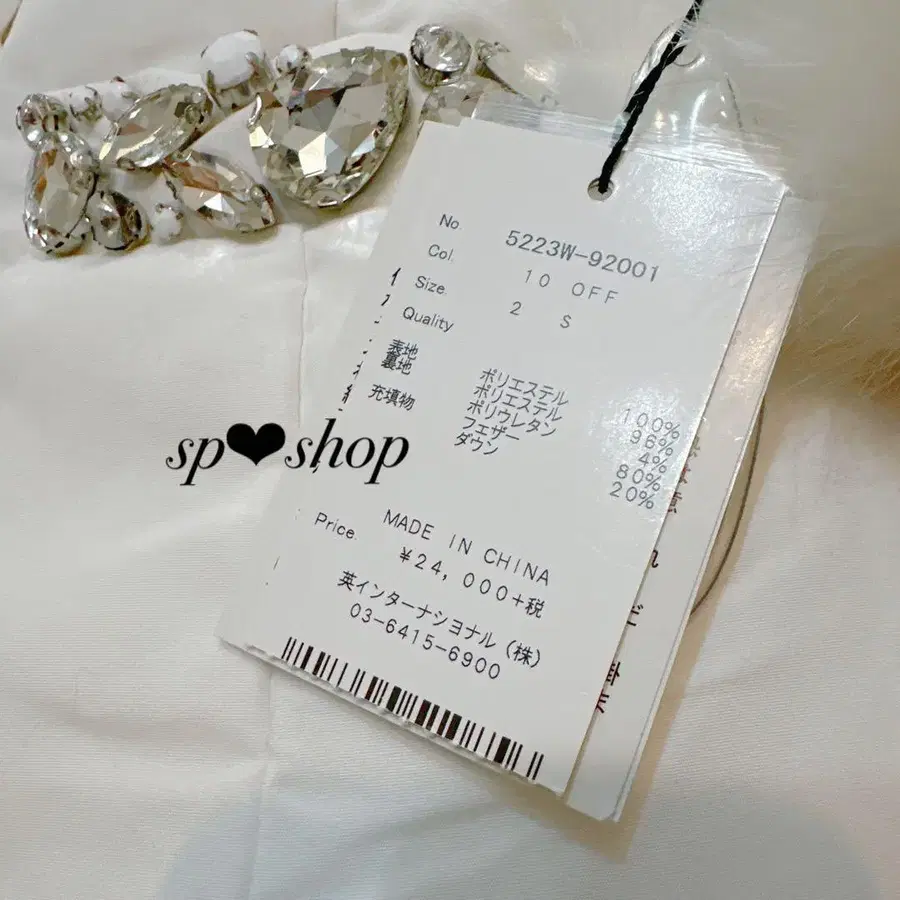 No. 5223W-92001
Col. 10 OFF
Size. 2 S
Quality
表地 ポリエステル 100%
裏地 ポリエステル 96%
ポリウレタン 4%
充填物 フェザー 80%
ダウン 20%
MADE IN CHINA
Price. ¥24,000+税
英インターナショナル(株)
03-6415-6900
sp❤shop